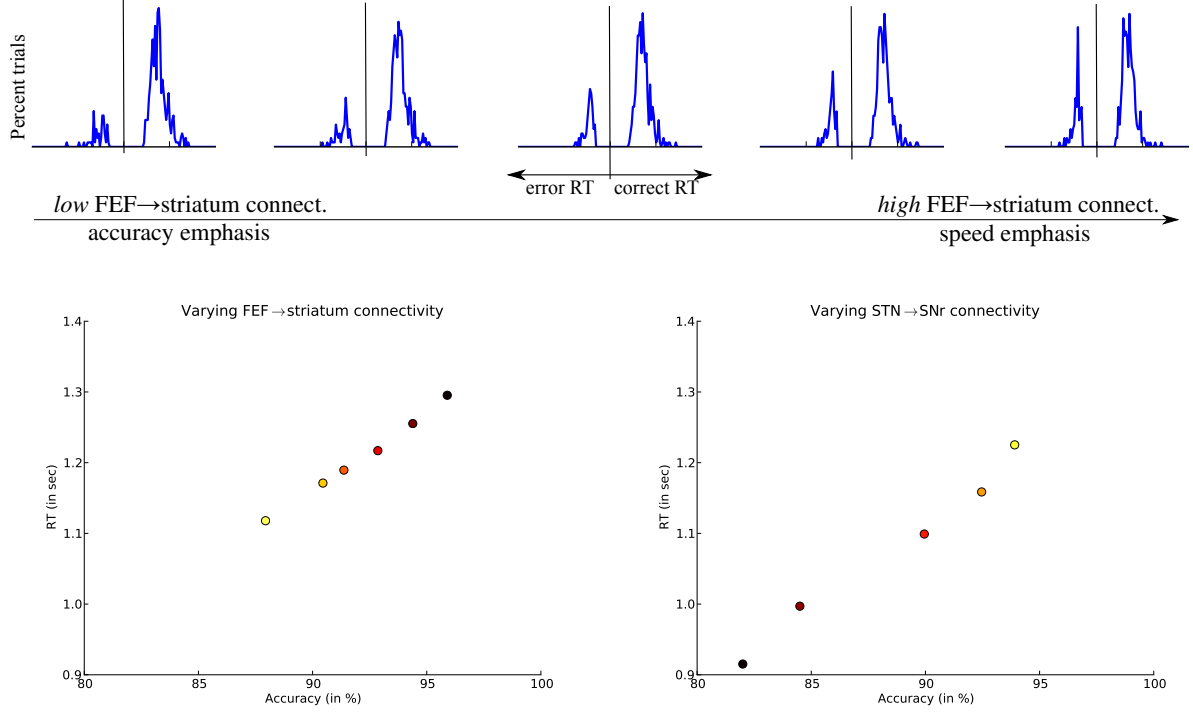 Percent trials
error RT
correct RT
low FEF→striatum connect.
high FEF→striatum connect.
accuracy emphasis
speed emphasis
Varying FEF→striatum connectivity
1.4
1.3
1.2
1.1
1.0
0.9
RT (in sec)
80
85
90
95
100
Accuracy (in %)
Varying STN→SNr connectivity
1.4
1.3
1.2
1.1
1.0
0.9
RT (in sec)
80
85
90
95
100
Accuracy (in %)